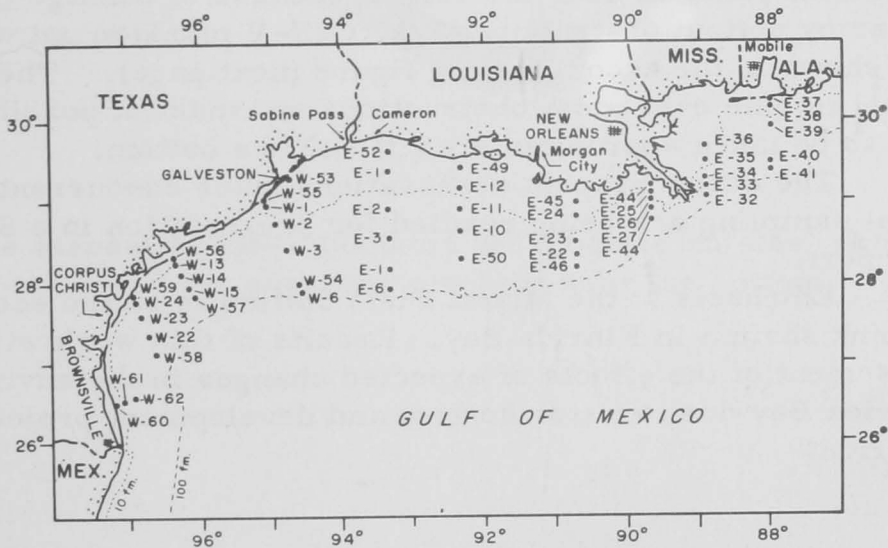 96°
94°
92°
90°
88°
MISS.
Mobile
ALA.
LOUISIANA
TEXAS
E-37
E-38
E-39
30°
30°
Sabine Pass
Cameron
NEW
ORLEANS
Morgan
City
E-36
E-35
E-34
E-33
E-32
E-40
E-41
GALVESTON
W-53
W-55
W-1
W-2
W-3
E-52
E-1
E-2
E-3
E-1
E-6
E-49
E-12
E-11
E-10
E-50
E-45
E-24
E-23
E-22
E-46
E-44
E-25
E-26
E-27
E-44
28°
28°
CORPUS
CHRISTI
W-56
W-13
W-14
W-15
W-57
W-54
W-6
W-59
W-24
W-23
W-22
W-58
BROWNSVILLE
W-61
W-62
W-60
GULF OF MEXICO
26°
26°
MEX.
10 fm.
100 fm.
96°
94°
92°
90°
88°